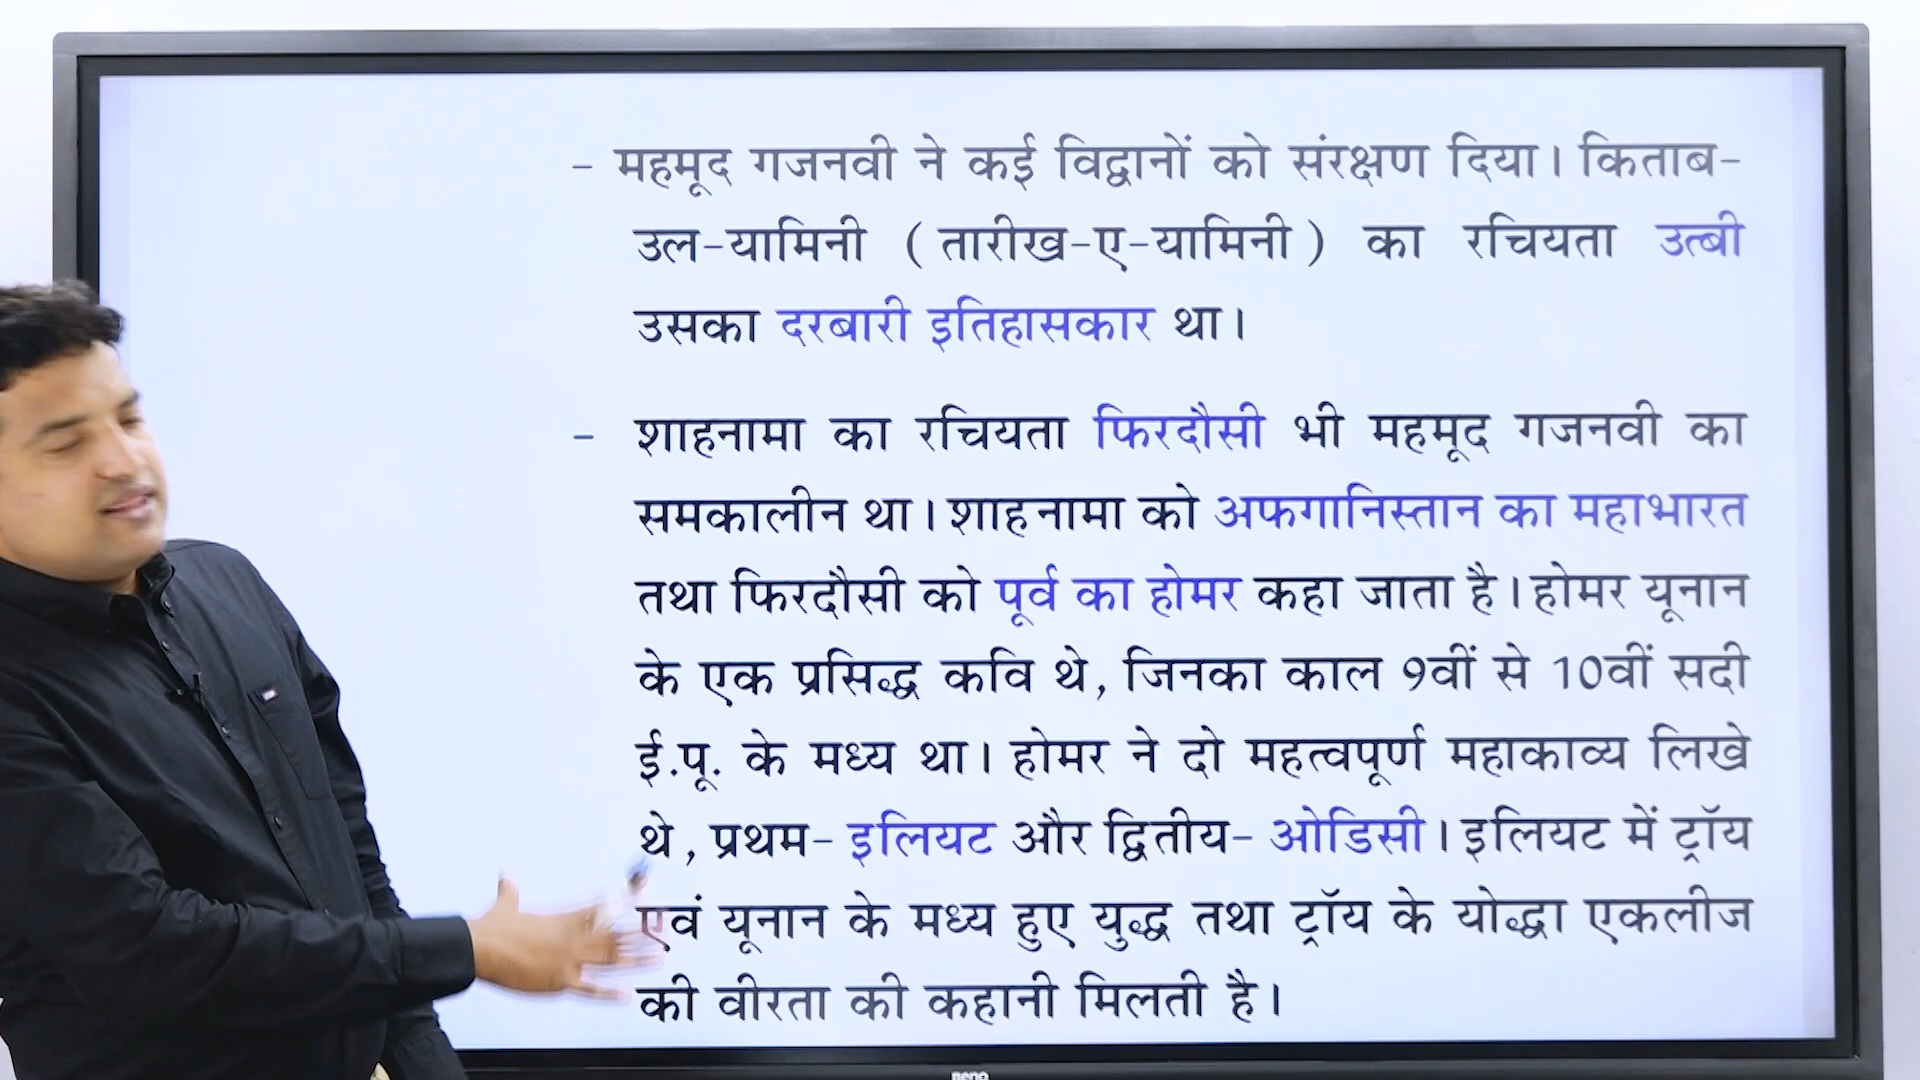 - महमूद गजनवी ने कई विद्वानों को संरक्षण दिया। किताब-
उल-यामिनी ( तारीख-ए-यामिनी ) का रचियता उत्बी
उसका दरबारी इतिहासकार था।
- शाहनामा का रचियता फिरदौसी भी महमूद गजनवी का
समकालीन था। शाहनामा को अफगानिस्तान का महाभारत
तथा फिरदौसी को पूर्व का होमर कहा जाता है। होमर यूनान
के एक प्रसिद्ध कवि थे, जिनका काल 9वीं से 10वीं सदी
ई.पू. के मध्य था। होमर ने दो महत्वपूर्ण महाकाव्य लिखे
थे, प्रथम- इलियट और द्वितीय- ओडिसी। इलियट में ट्रॉय
एवं यूनान के मध्य हुए युद्ध तथा ट्रॉय के योद्धा एकलीज
की वीरता की कहानी मिलती है।